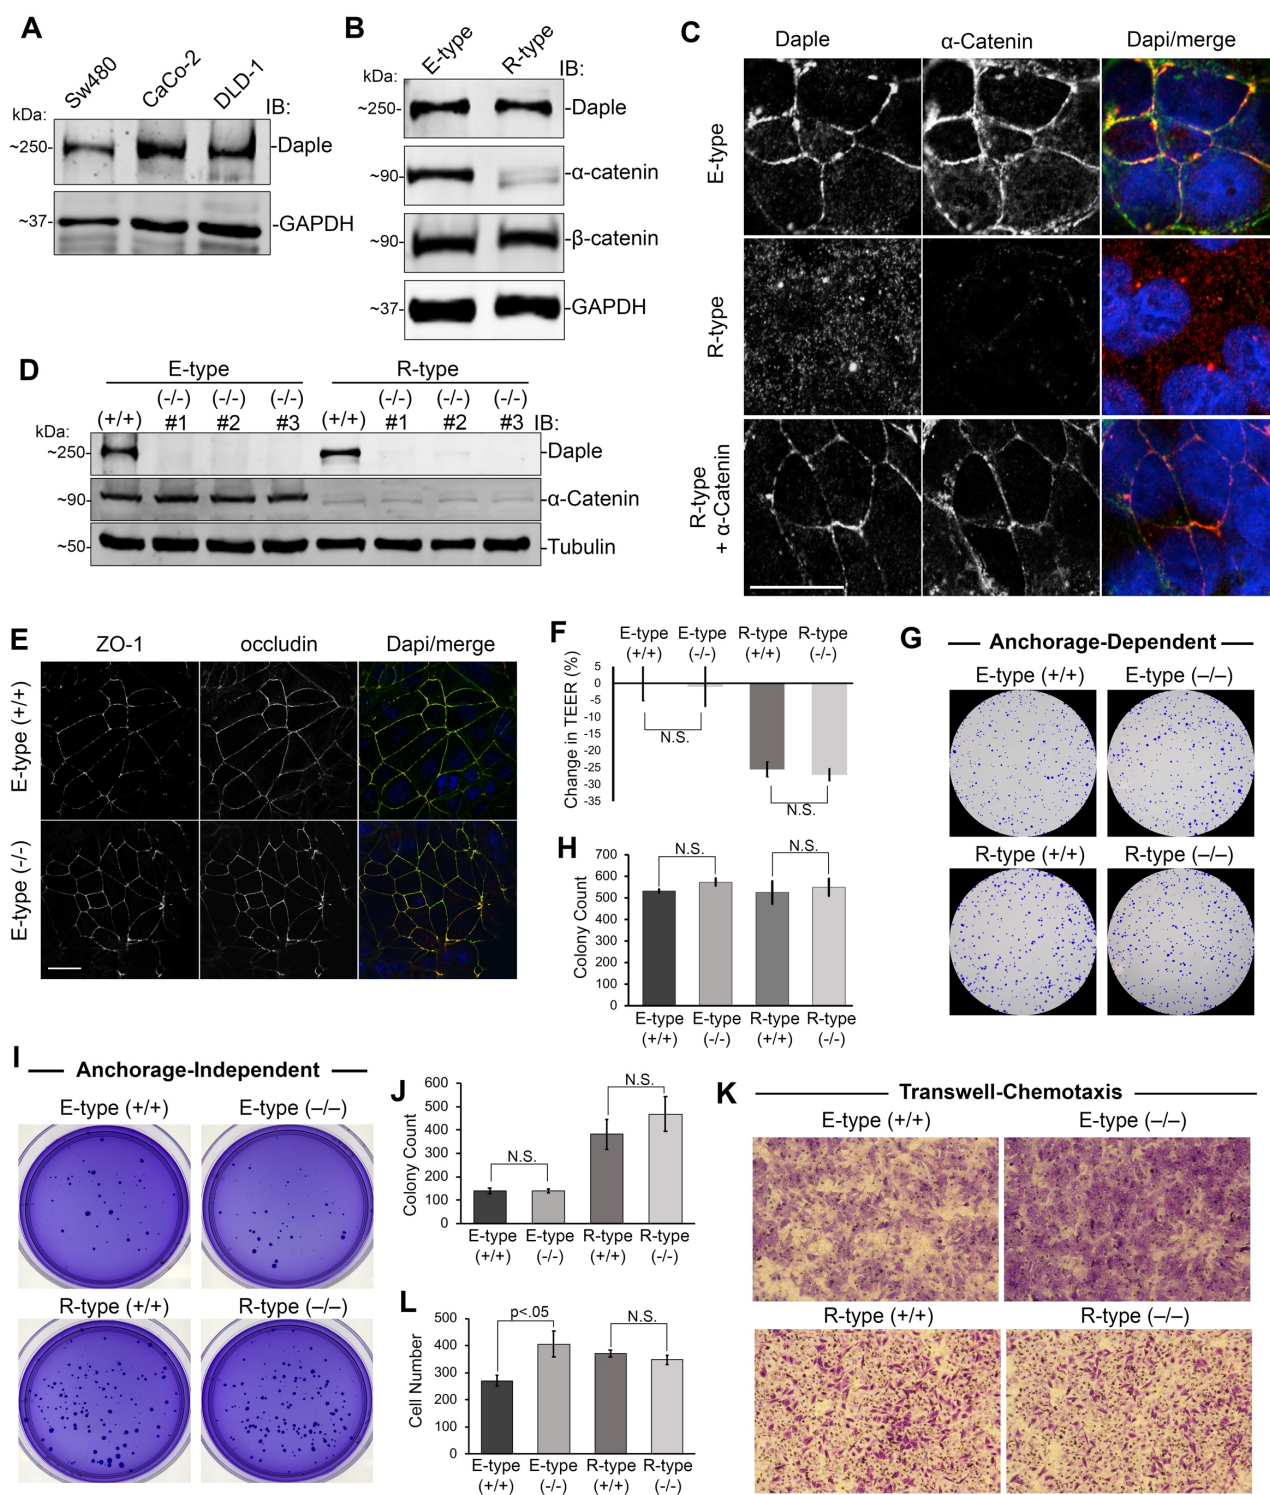 A
Sw480
CaCo-2
DLD-1
IB:
kDa:
~250-
-Daple
~37-
-GAPDH
B
E-type
R-type
IB:
kDa:
~250-
-Daple
~90-
-α-catenin
~90-
-β-catenin
~37-
-GAPDH
C
Daple
α-Catenin
Dapi/merge
E-type
R-type
R-type
+ α-Catenin
D
E-type
R-type
(+/+)
(-/-)
#1
(-/-)
#2
(-/-)
#3
(+/+)
(-/-)
#1
(-/-)
#2
(-/-)
#3
IB:
kDa:
~250-
-Daple
~90-
-α-Catenin
~50-
-Tubulin
E
ZO-1
occludin
Dapi/merge
E-type (+/+)
E-type (-/-)
F
E-type
(+/+)
E-type
(-/-)
R-type
(+/+)
R-type
(-/-)
Change in TEER (%)
5
0
-5
-10
-15
-20
-25
-30
-35
N.S.
N.S.
G
Anchorage-Dependent
E-type (+/+)
E-type (–/–)
R-type (+/+)
R-type (–/–)
H
Colony Count
700
600
500
400
300
200
100
0
N.S.
N.S.
E-type
(+/+)
E-type
(-/-)
R-type
(+/+)
R-type
(-/-)
I
Anchorage-Independent
E-type (+/+)
E-type (–/–)
R-type (+/+)
R-type (–/–)
J
Colony Count
600
500
400
300
200
100
0
N.S.
N.S.
E-type
(+/+)
E-type
(-/-)
R-type
(+/+)
R-type
(-/-)
K
Transwell-Chemotaxis
E-type (+/+)
E-type (–/–)
R-type (+/+)
R-type (–/–)
L
Cell Number
500
400
300
200
100
0
p<.05
N.S.
E-type
(+/+)
E-type
(-/-)
R-type
(+/+)
R-type
(-/-)